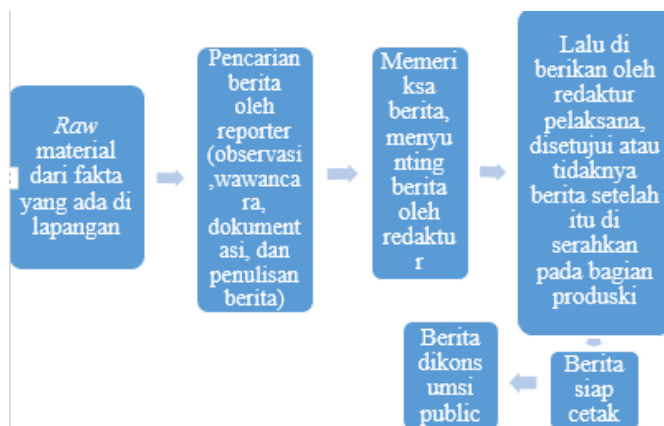 Raw
material
dari fakta
yang ada di
lapangan
Pencarian
berita
oleh
reporter
(observasi
,wawanca
ra,
dokument
asi, dan
penulisan
berita)
Memeri
ksa
berita,
menyu
nting
berita
oleh
redaktu
r
Lalu di
berikan oleh
redaktur
pelaksana,
disetujui atau
tidaknya
berita setelah
itu di
serahkan
pada bagian
produski
Berita
siap
cetak
Berita
dikons
umsi
public